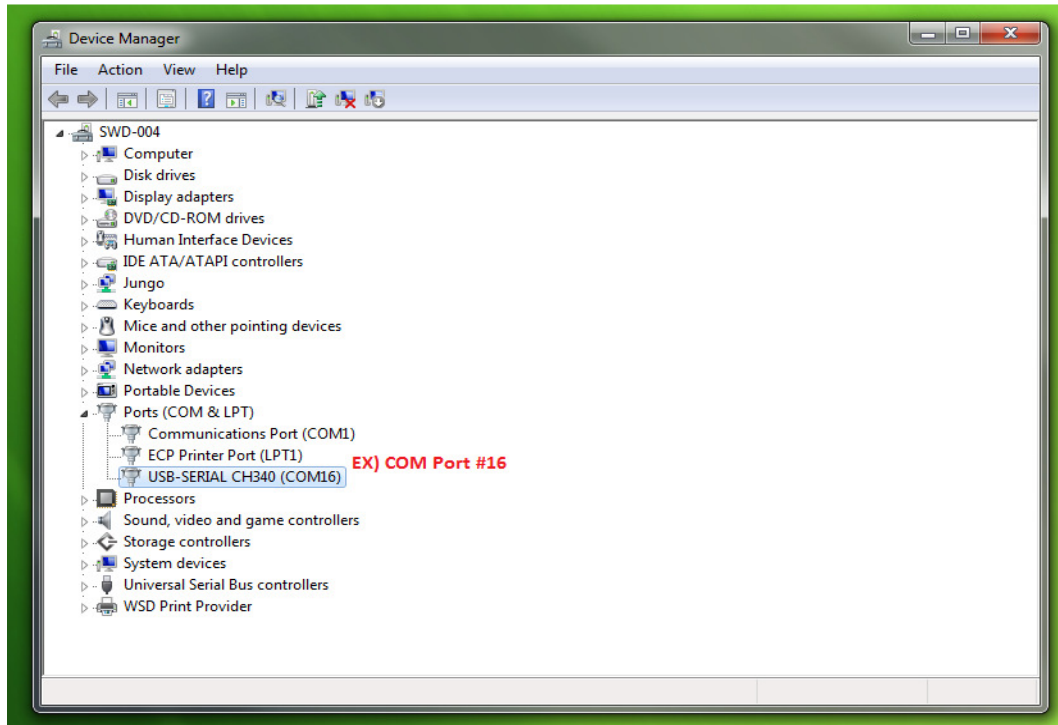 Device Manager
File Action View Help
SWD-004
Computer
Disk drives
Display adapters
DVD/CD-ROM drives
Human Interface Devices
IDE ATA/ATAPI controllers
Jungo
Keyboards
Mice and other pointing devices
Monitors
Network adapters
Portable Devices
Ports (COM & LPT)
Communications Port (COM1)
ECP Printer Port (LPT1)
EX) COM Port #16
USB-SERIAL CH340 (COM16)
Processors
Sound, video and game controllers
Storage controllers
System devices
Universal Serial Bus controllers
WSD Print Provider